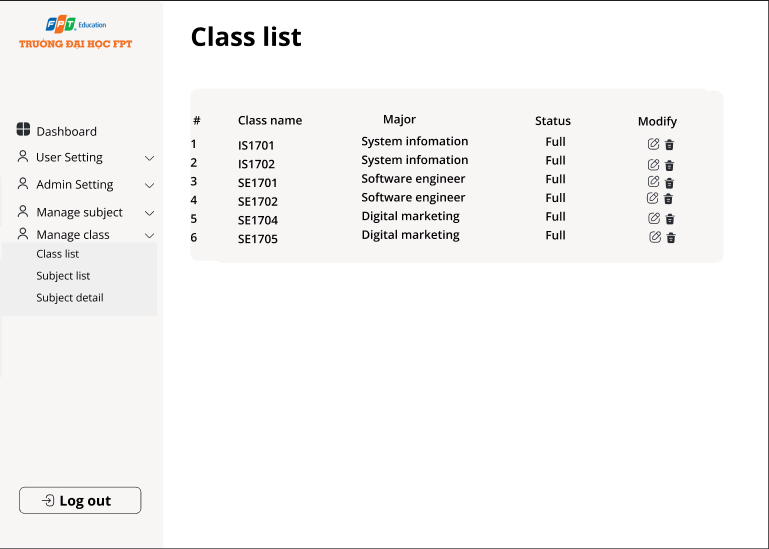 FPT Education
TRƯỜNG ĐẠI HỌC FPT
Dashboard
User Setting
Admin Setting
Manage subject
Manage class
Class list
Subject list
Subject detail
Log out
Class list
# Class name Major Status Modify
1 IS1701 System infomation Full
2 IS1702 System infomation Full
3 SE1701 Software engineer Full
4 SE1702 Software engineer Full
5 SE1704 Digital marketing Full
6 SE1705 Digital marketing Full